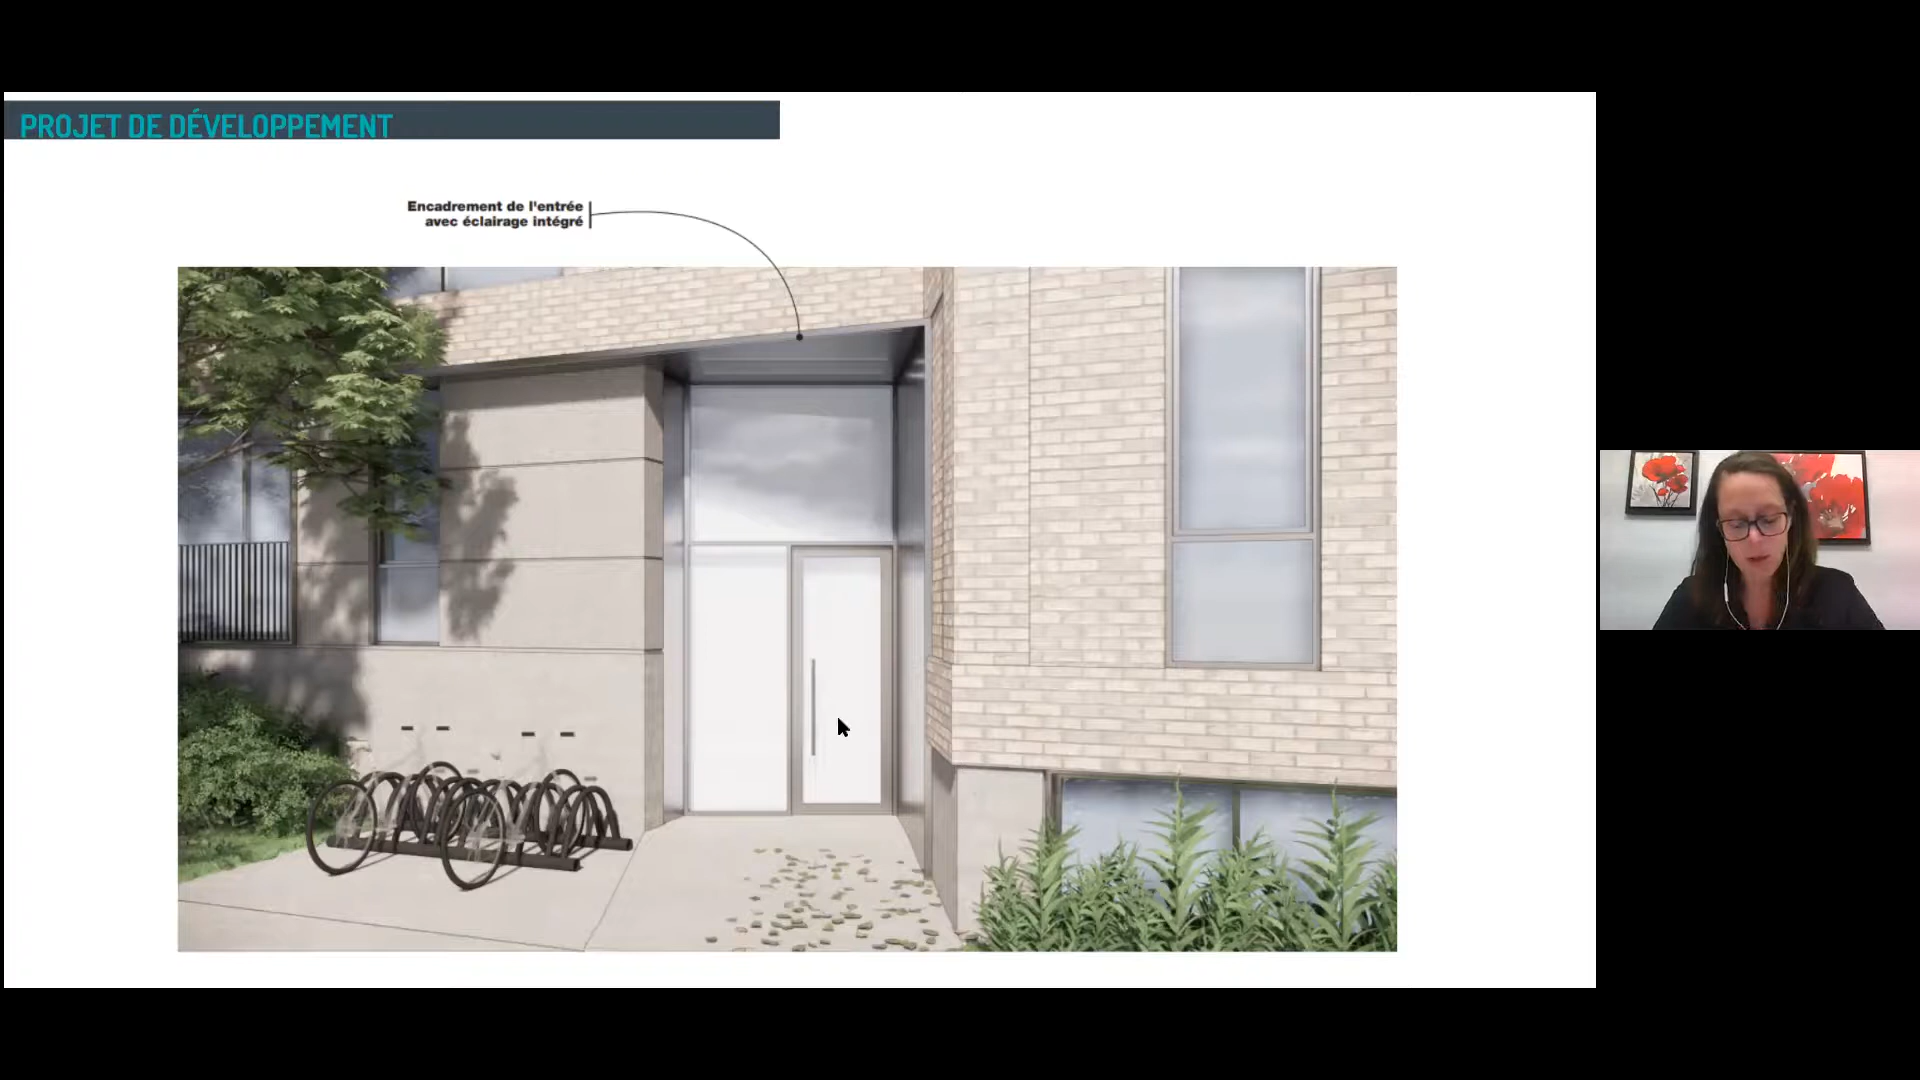 PROJET DE DÉVELOPPEMENT
Encadrement de l'entrée
avec éclairage intégré